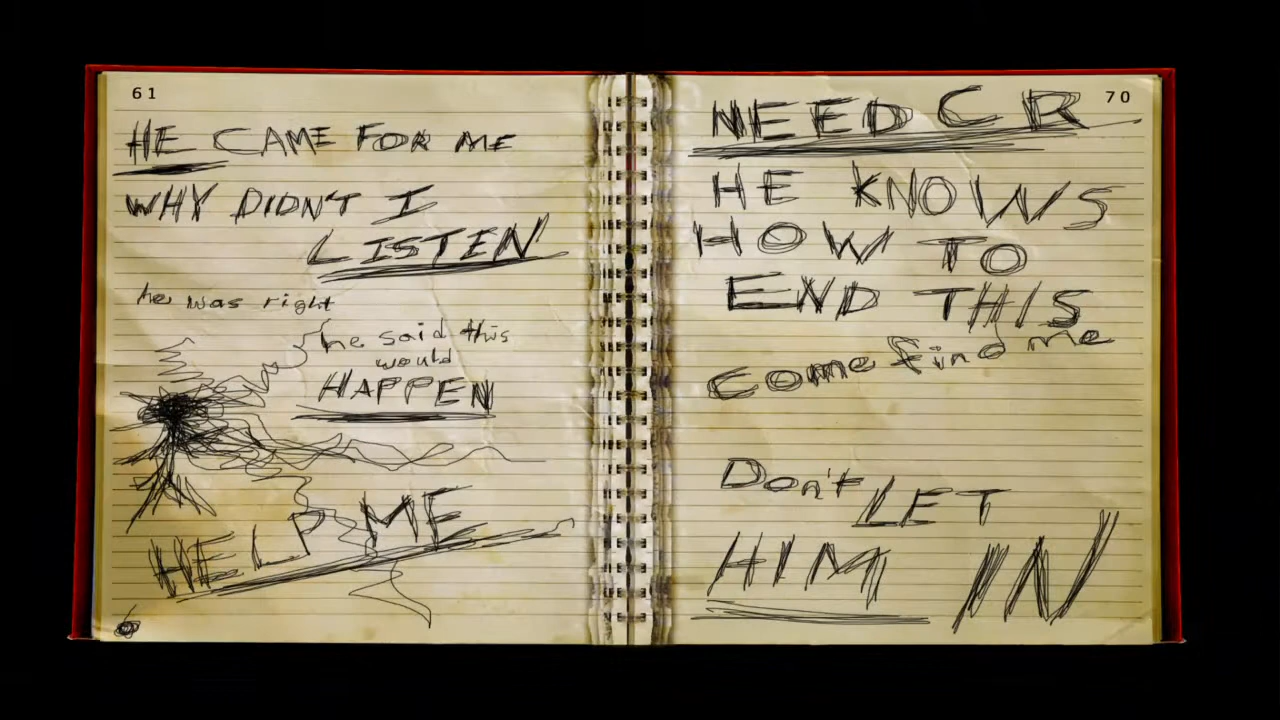 61
HE CAME FOR ME
WHY DIDN'T I
LISTEN
he was right
he said this
would
HAPPEN
HELP ME
70
NEED CR
HE KNOWS
HOW TO
END THIS
come find me
Don't LET
HIM IN